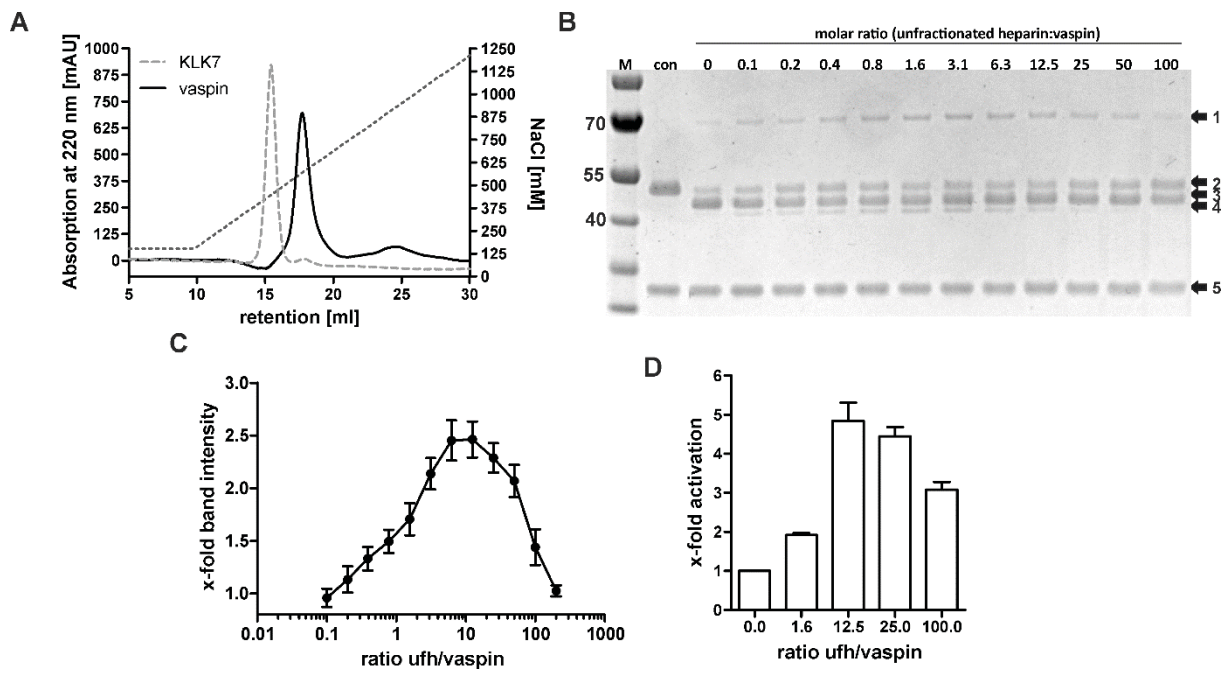 A
Absorption at 220 nm [mAU]
1000
875
750
625
500
375
250
125
0
KLK7
vaspin
1250
1125
1000
875
750
625
500
375
250
125
0
NaCl [mM]
5 10 15 20 25 30
retention [ml]
B
molar ratio (unfractionated heparin:vaspin)
M con 0 0.1 0.2 0.4 0.8 1.6 3.1 6.3 12.5 25 50 100
70
55
40
1
2
3
4
5
C
x-fold band intensity
3.0
2.5
2.0
1.5
1.0
0.01 0.1 1 10 100 1000
ratio ufh/vaspin
D
x-fold activation
6
5
4
3
2
1
0
0.0 1.6 12.5 25.0 100.0
ratio ufh/vaspin